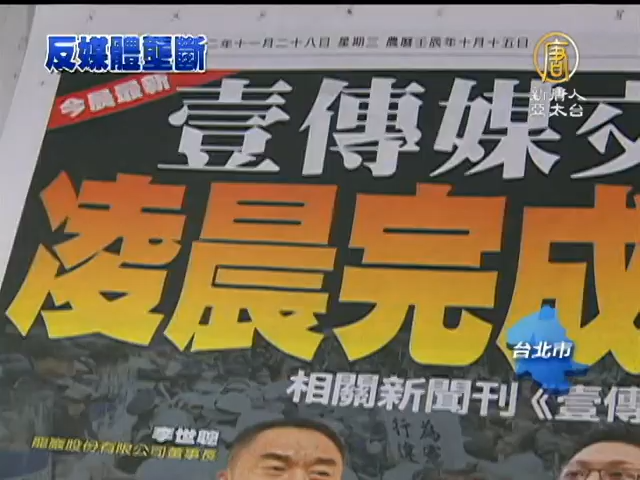 反媒體壟斷
二年十一月二十八日 星期三 農曆壬辰年十月十五日
新唐人
亞太台
今晨最新
壹傳媒交
凌晨完成
台北市
相關新聞刊《壹傳
李世聰
龍巖股份有限公司董事長